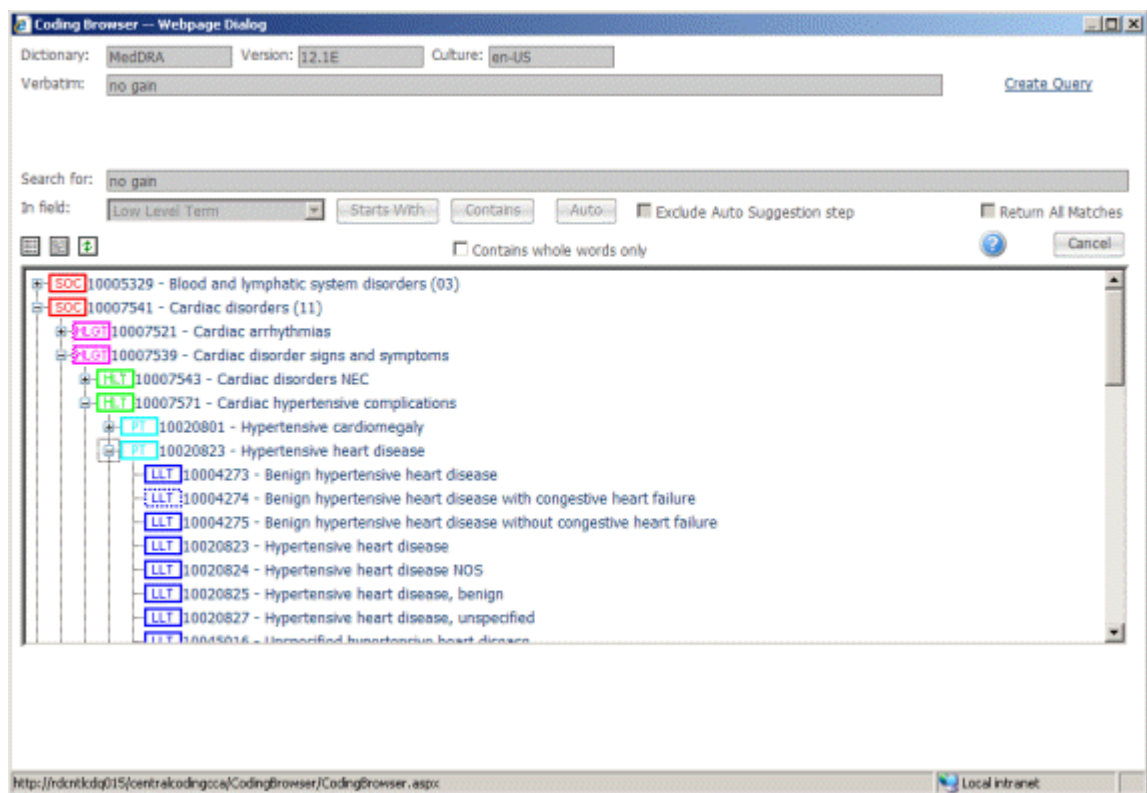 Coding Browser -- Webpage Dialog
Dictionary: MedDRA Version: 12.1E Culture: en-US
Verbatim: no gain Create Query
Search for: no gain
In field: Low Level Term Starts With Contains Auto Exclude Auto Suggestion step Return All Matches
Contains whole words only ? Cancel
SOC 10005329 - Blood and lymphatic system disorders (03)
SOC 10007541 - Cardiac disorders (11)
HLGT 10007521 - Cardiac arrhythmias
HLGT 10007539 - Cardiac disorder signs and symptoms
HLT 10007543 - Cardiac disorders NEC
HLT 10007571 - Cardiac hypertensive complications
PT 10020801 - Hypertensive cardiomegaly
PT 10020823 - Hypertensive heart disease
LLT 10004273 - Benign hypertensive heart disease
LLT 10004274 - Benign hypertensive heart disease with congestive heart failure
LLT 10004275 - Benign hypertensive heart disease without congestive heart failure
LLT 10020823 - Hypertensive heart disease
LLT 10020824 - Hypertensive heart disease NOS
LLT 10020825 - Hypertensive heart disease, benign
LLT 10020827 - Hypertensive heart disease, unspecified
LLT 10045016 - Unspecified hypertensive heart disease
http://rdcntlcdq015/centralcodingcca/CodingBrowser/CodingBrowser.aspx Local intranet